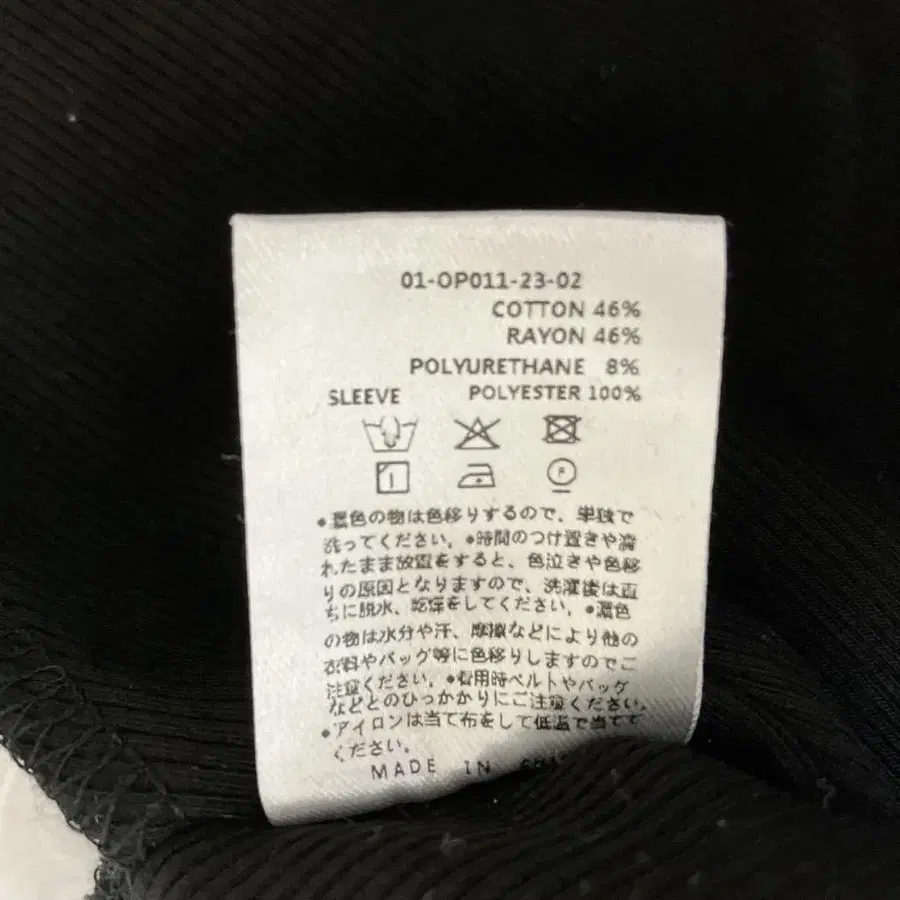 01-OP011-23-02
COTTON 46%
RAYON 46%
POLYURETHANE 8%
SLEEVE POLYESTER 100%
•濃色の物は色移りするので、単独で
洗ってください。•時間のつけ置きや濡
れたまま放置をすると、色泣きや色移
りの原因となりますので、洗濯後は直
ちに脱水、乾燥をしてください。•濃色
の物は水分や汗、摩擦などにより他の
衣料やバッグ等に色移りしますのでご
注意ください。•着用時ベルトやバッグ
などとのひっかかりにご注意ください。
•アイロンは当て布をして低温で当てて
ください。
MADE IN